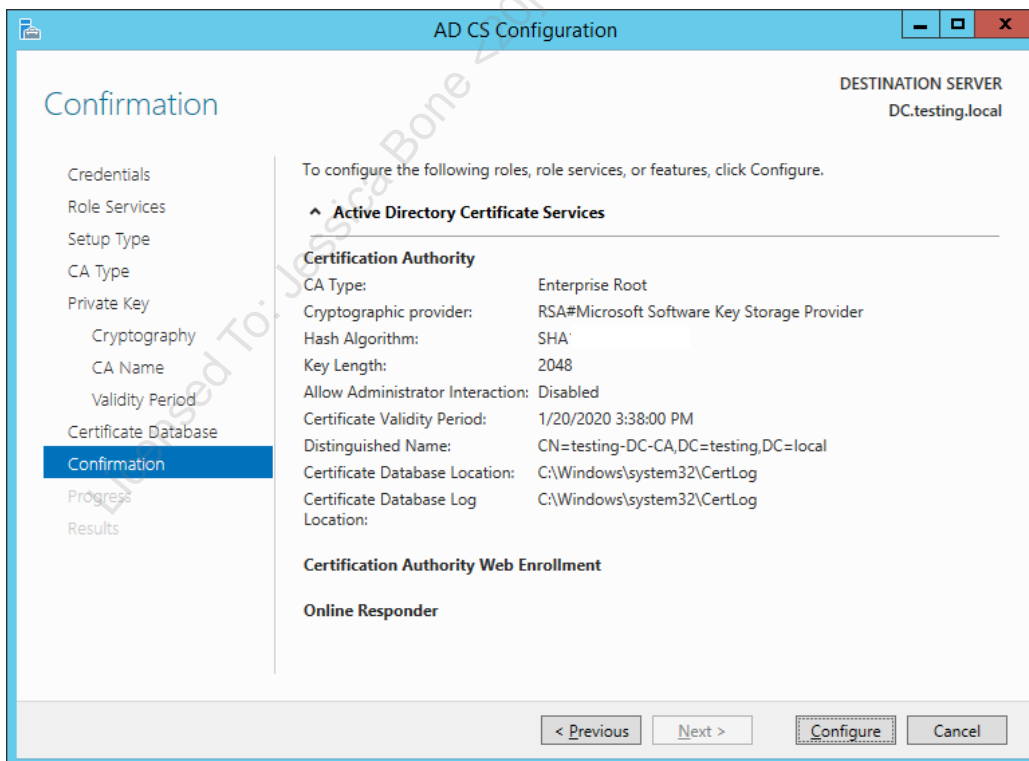 AD CS Configuration
Confirmation
DESTINATION SERVER
DC.testing.local
Credentials
Role Services
Setup Type
CA Type
Private Key
Cryptography
CA Name
Validity Period
Certificate Database
Confirmation
Progress
Results
To configure the following roles, role services, or features, click Configure.
Active Directory Certificate Services
Certification Authority
CA Type: Enterprise Root
Cryptographic provider: RSA#Microsoft Software Key Storage Provider
Hash Algorithm: SHA
Key Length: 2048
Allow Administrator Interaction: Disabled
Certificate Validity Period: 1/20/2020 3:38:00 PM
Distinguished Name: CN=testing-DC-CA,DC=testing,DC=local
Certificate Database Location: C:\Windows\system32\CertLog
Certificate Database Log C:\Windows\system32\CertLog
Location:
Certification Authority Web Enrollment
Online Responder
< Previous Next > Configure Cancel
Licensed To: Jessica Bone